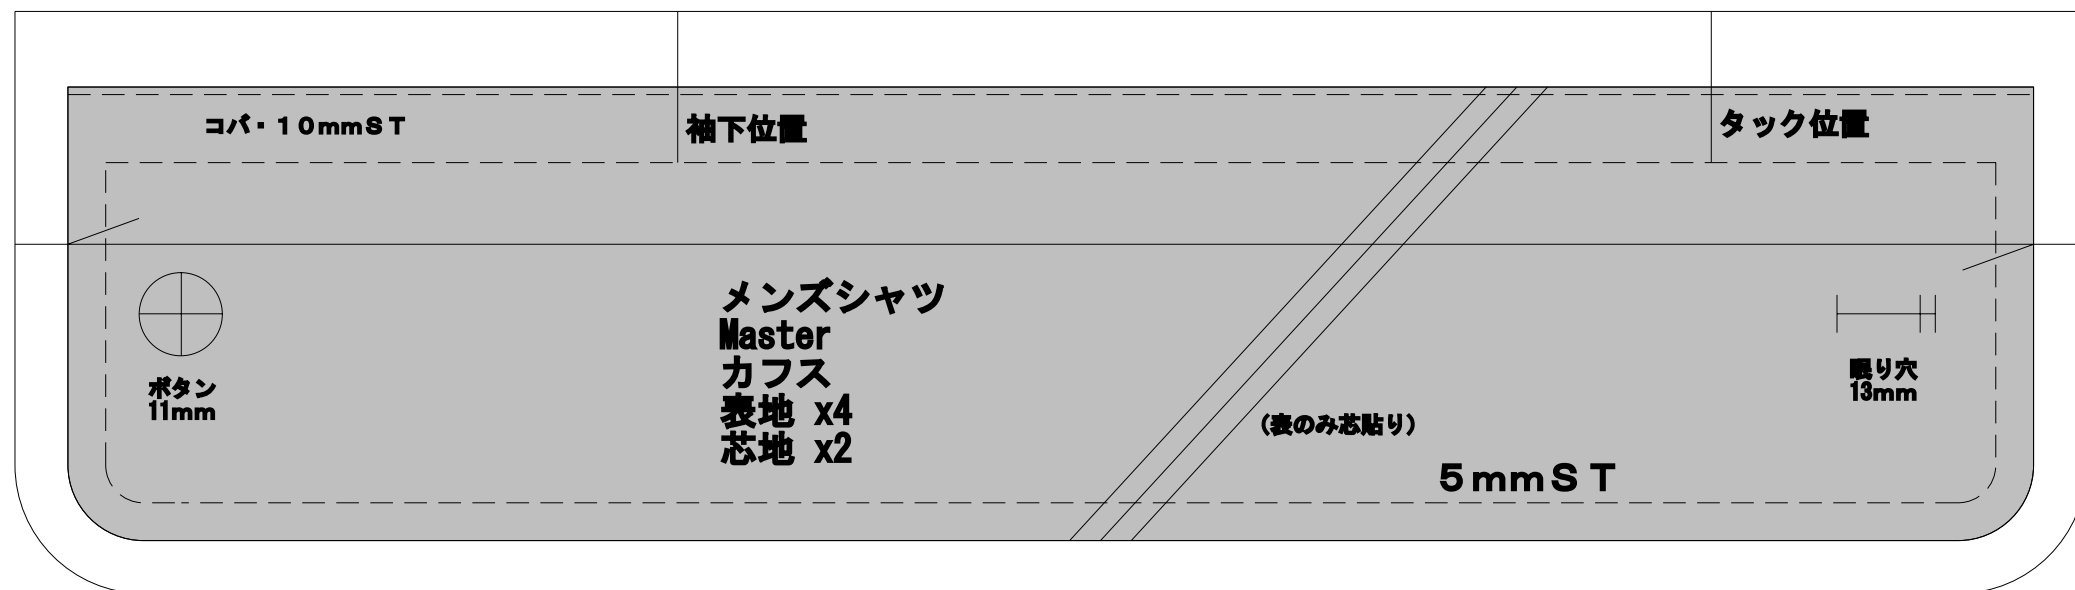 コバ・10mmST
袖下位置
タック位置
メンズシャツ
Master
カフス
表地 x4
芯地 x2
ボタン
11mm
眠り穴
13mm
(表のみ芯貼り)
5mmST